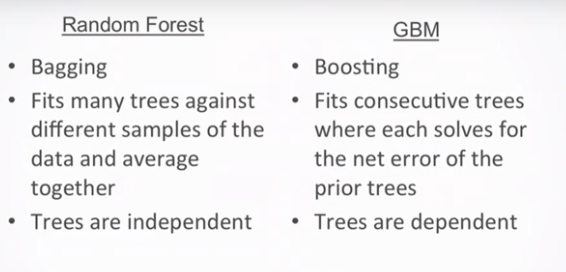 Random Forest
• Bagging
• Fits many trees against
different samples of the
data and average
together
• Trees are independent
GBM
• Boosting
• Fits consecutive trees
where each solves for
the net error of the
prior trees
• Trees are dependent